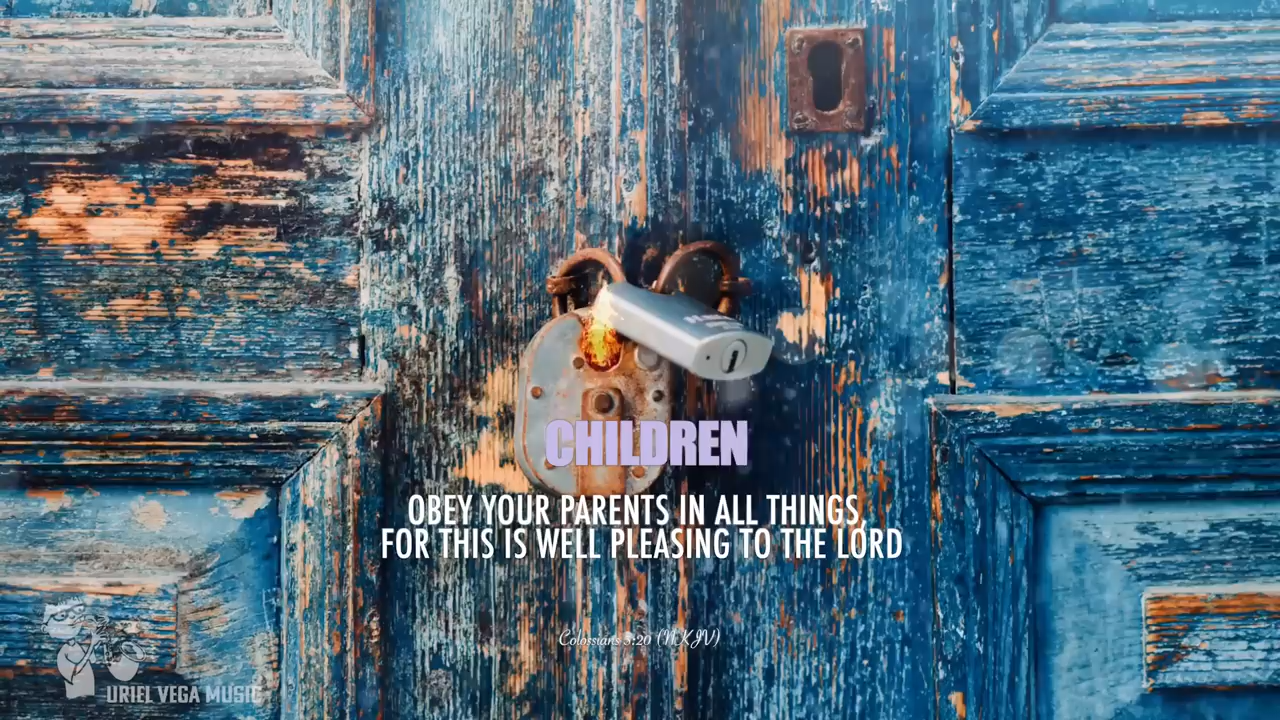 CHILDREN
OBEY YOUR PARENTS IN ALL THINGS,
FOR THIS IS WELL PLEASING TO THE LORD
Colossians 3:20 (NKJV)
URIEL VEGA MUSIC